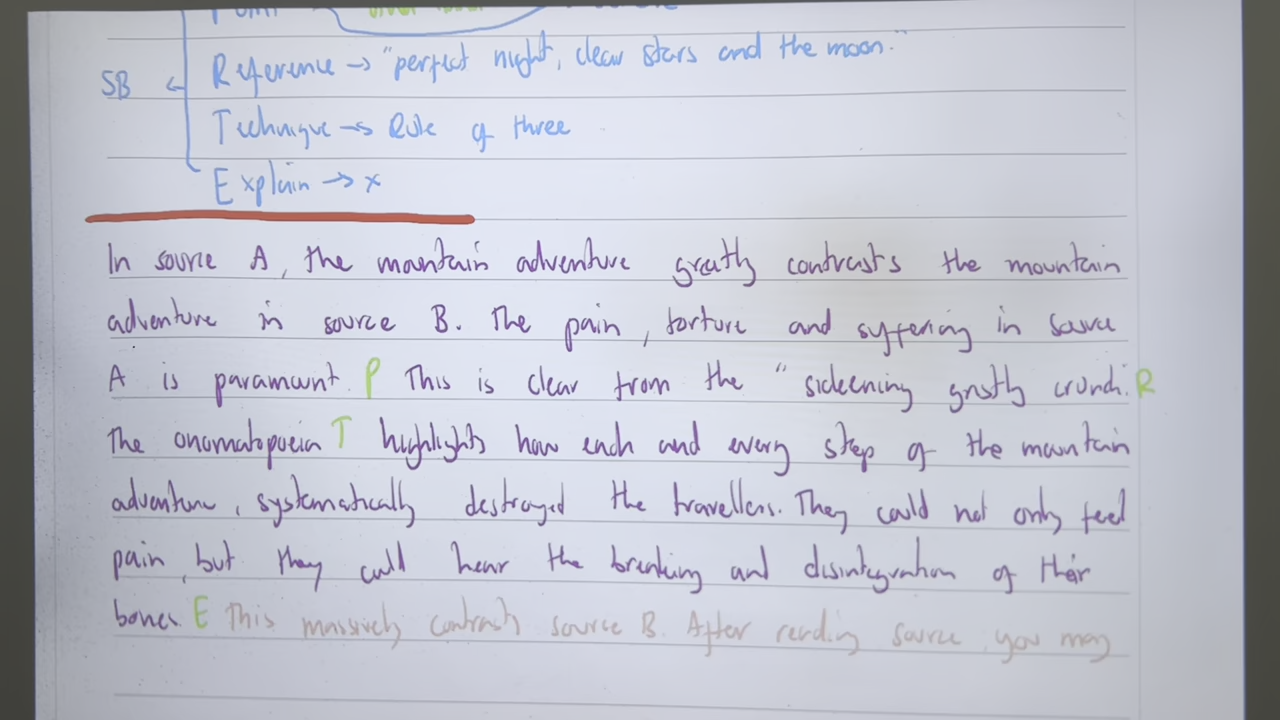 Reference → "perfect night, clear stars and the moon."
SB
Technique → Rule of three
Explain → x
In source A, the mountain adventure greatly contrasts the mountain
adventure in source B. The pain, torture and suffering in source
A is paramount. P This is clear from the "sickening gristly crunch." R
The onomatopoeia T highlights how each and every step of the mountain
adventure, systematically destroyed the travellers. They could not only feel
pain, but they could hear the breaking and disintegration of their
bones. E This massively contrasts source B. After reading source, you may